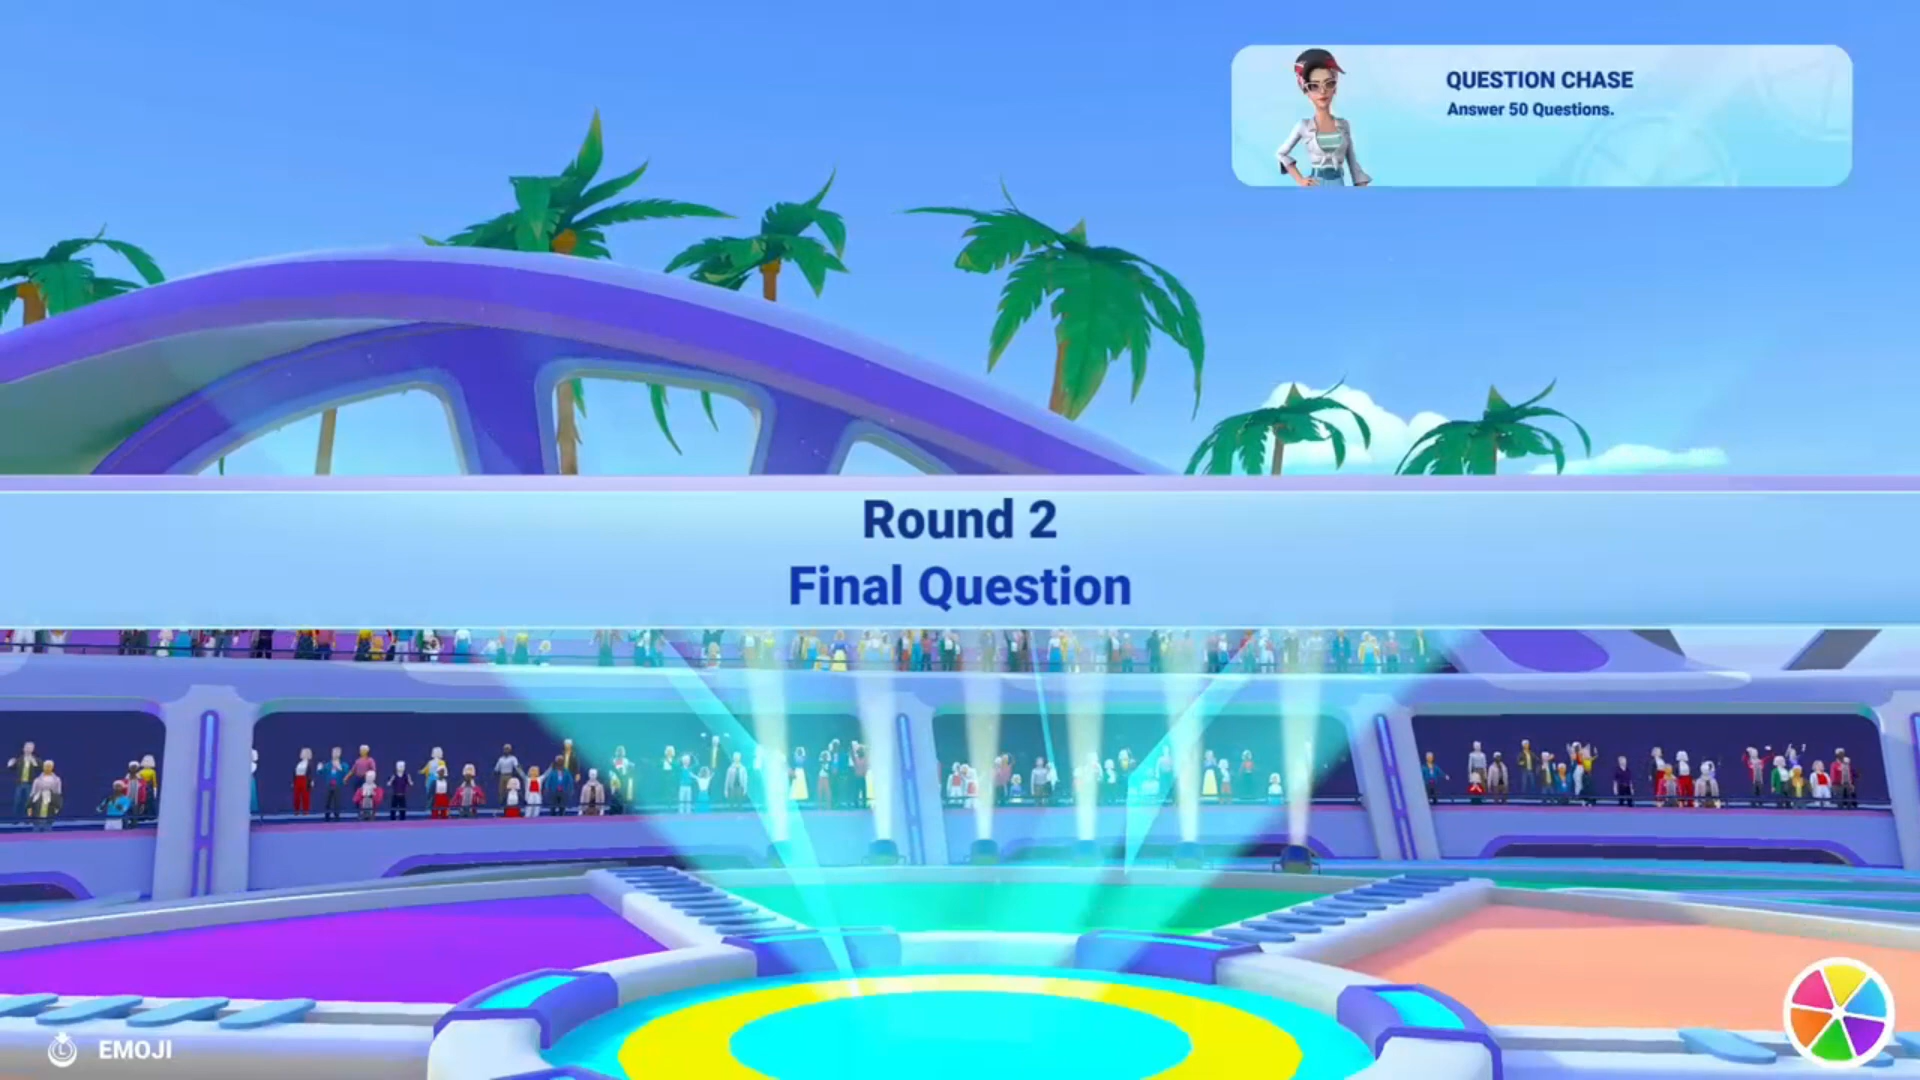 QUESTION CHASE
Answer 50 Questions.
Round 2
Final Question
L EMOJI